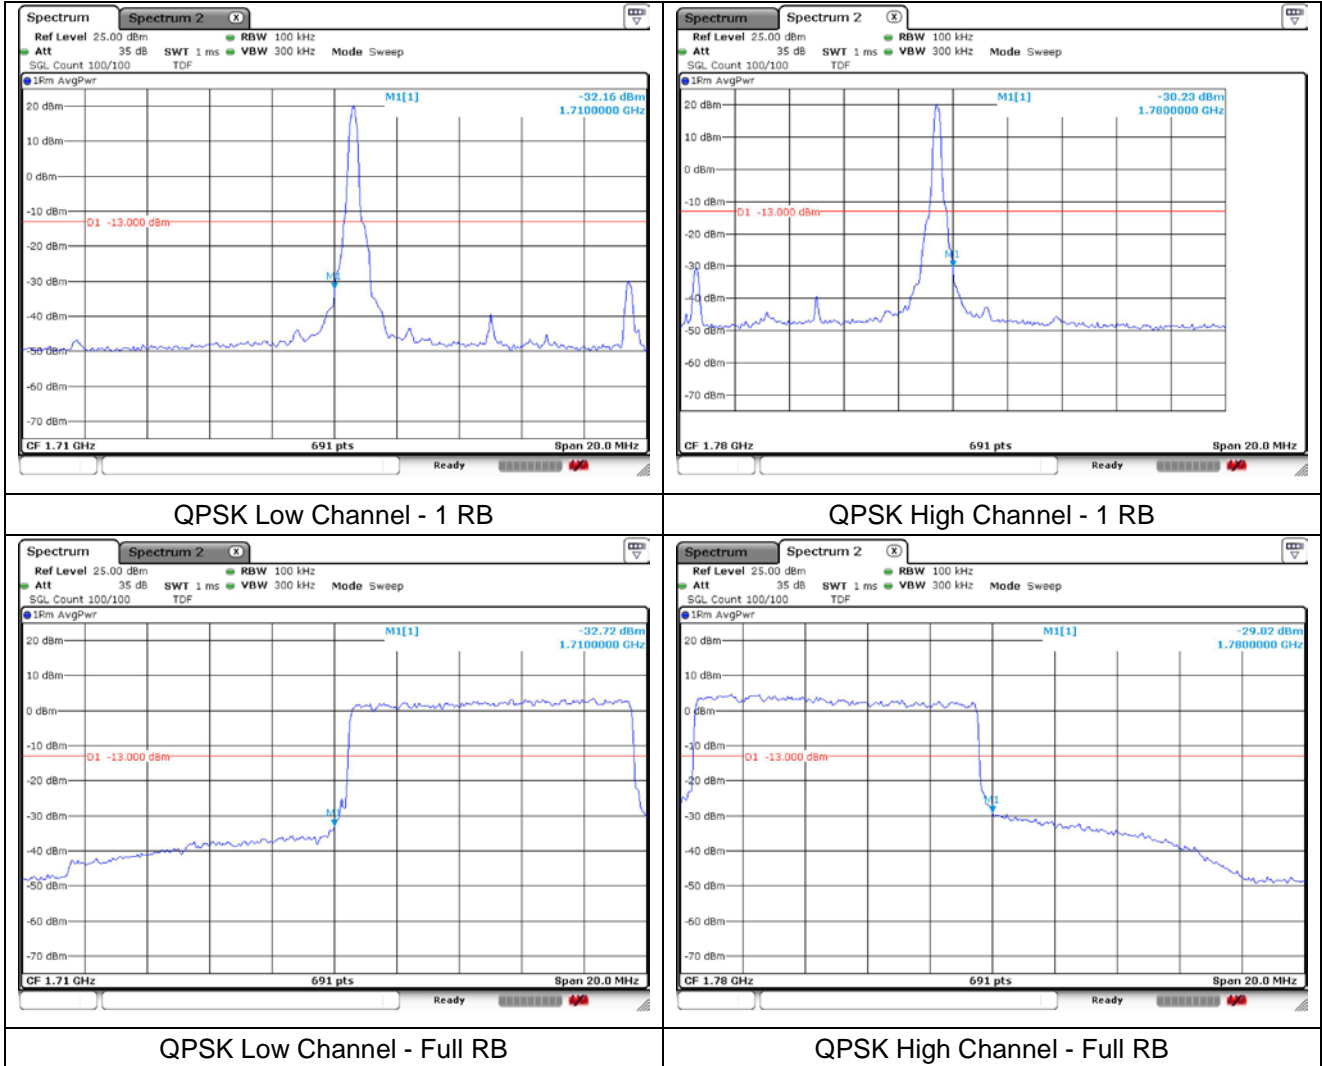 Spectrum Spectrum 2 X
Ref Level 25.00 dBm RBW 100 kHz
Att 35 dB SWT 1 ms VBW 300 kHz Mode Sweep
SGL Count 100/100 TDF
1Rm AvgPwr
M1[1] -32.16 dBm
1.7100000 GHz
20 dBm
10 dBm
0 dBm
-10 dBm
D1 -13.000 dBm
-20 dBm
M1
-30 dBm
-40 dBm
-50 dBm
-60 dBm
-70 dBm
CF 1.71 GHz 691 pts Span 20.0 MHz
Ready
QPSK Low Channel - 1 RB
Spectrum Spectrum 2 X
Ref Level 25.00 dBm RBW 100 kHz
Att 35 dB SWT 1 ms VBW 300 kHz Mode Sweep
SGL Count 100/100 TDF
1Rm AvgPwr
M1[1] -30.23 dBm
1.7800000 GHz
20 dBm
10 dBm
0 dBm
-10 dBm
D1 -13.000 dBm
-20 dBm
M1
-30 dBm
-40 dBm
-50 dBm
-60 dBm
-70 dBm
CF 1.78 GHz 691 pts Span 20.0 MHz
Ready
QPSK High Channel - 1 RB
Spectrum Spectrum 2 X
Ref Level 25.00 dBm RBW 100 kHz
Att 35 dB SWT 1 ms VBW 300 kHz Mode Sweep
SGL Count 100/100 TDF
1Rm AvgPwr
M1[1] -32.72 dBm
1.7100000 GHz
20 dBm
10 dBm
0 dBm
-10 dBm
D1 -13.000 dBm
-20 dBm
M1
-30 dBm
-40 dBm
-50 dBm
-60 dBm
-70 dBm
CF 1.71 GHz 691 pts Span 20.0 MHz
Ready
QPSK Low Channel - Full RB
Spectrum Spectrum 2 X
Ref Level 25.00 dBm RBW 100 kHz
Att 35 dB SWT 1 ms VBW 300 kHz Mode Sweep
SGL Count 100/100 TDF
1Rm AvgPwr
M1[1] -29.02 dBm
1.7800000 GHz
20 dBm
10 dBm
0 dBm
-10 dBm
D1 -13.000 dBm
-20 dBm
M1
-30 dBm
-40 dBm
-50 dBm
-60 dBm
-70 dBm
CF 1.78 GHz 691 pts Span 20.0 MHz
Ready
QPSK High Channel - Full RB